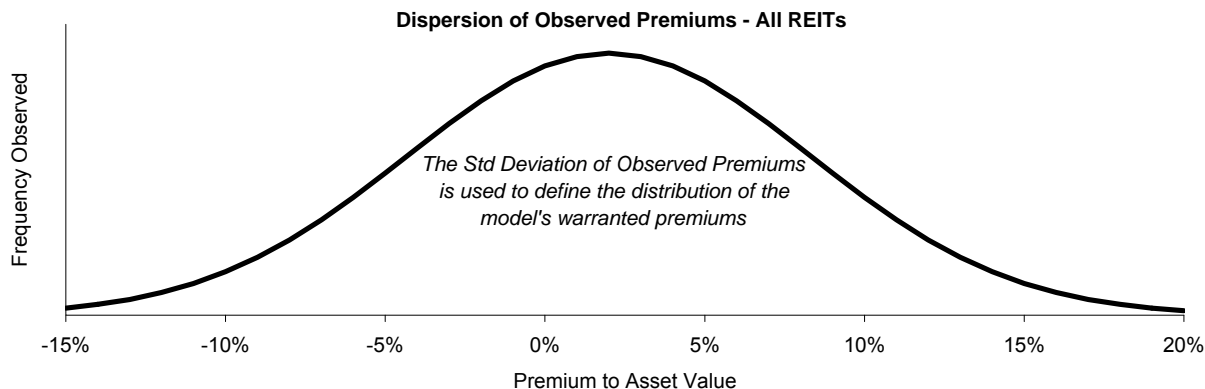 Dispersion of Observed Premiums - All REITs
Frequency Observed
The Std Deviation of Observed Premiums
is used to define the distribution of the
model's warranted premiums
-15%
-10%
-5%
0%
5%
10%
15%
20%
Premium to Asset Value